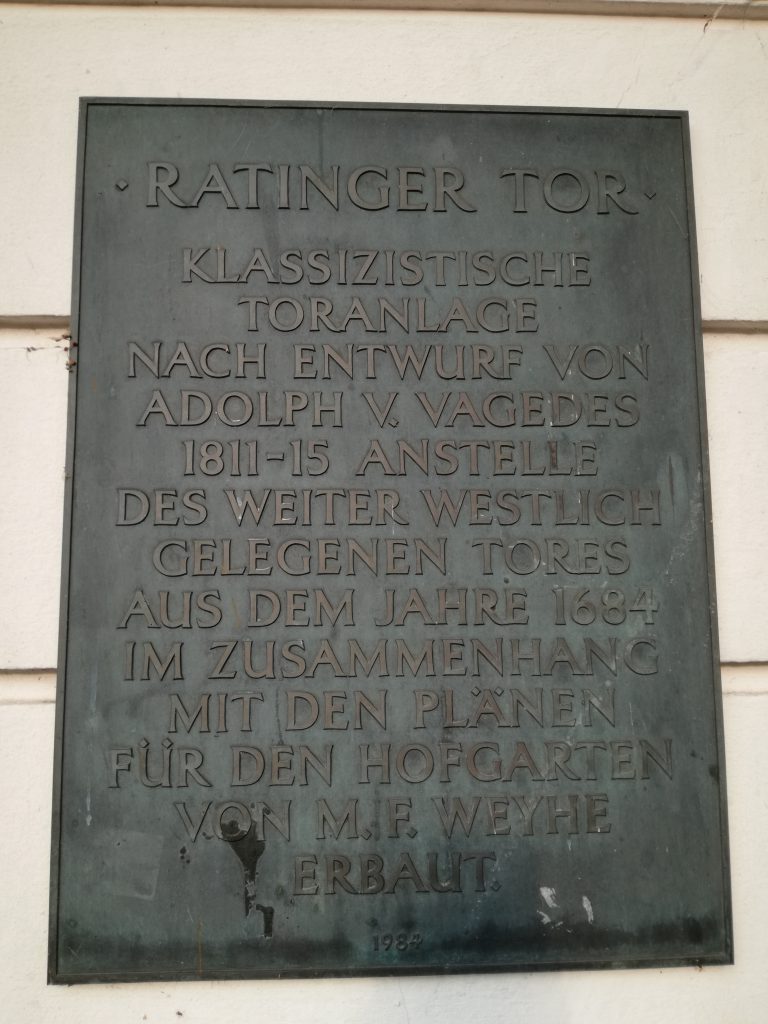 · RATINGER TOR ·
KLASSIZISTISCHE
TORANLAGE
NACH ENTWURF VON
ADOLPH V. VAGEDES
1811-15 ANSTELLE
DES WEITER WESTLICH
GELEGENEN TORES
AUS DEM JAHRE 1684
IM ZUSAMMENHANG
MIT DEN PLÄNEN
FÜR DEN HOFGARTEN
VON M. F. WEYHE
ERBAUT.
1984